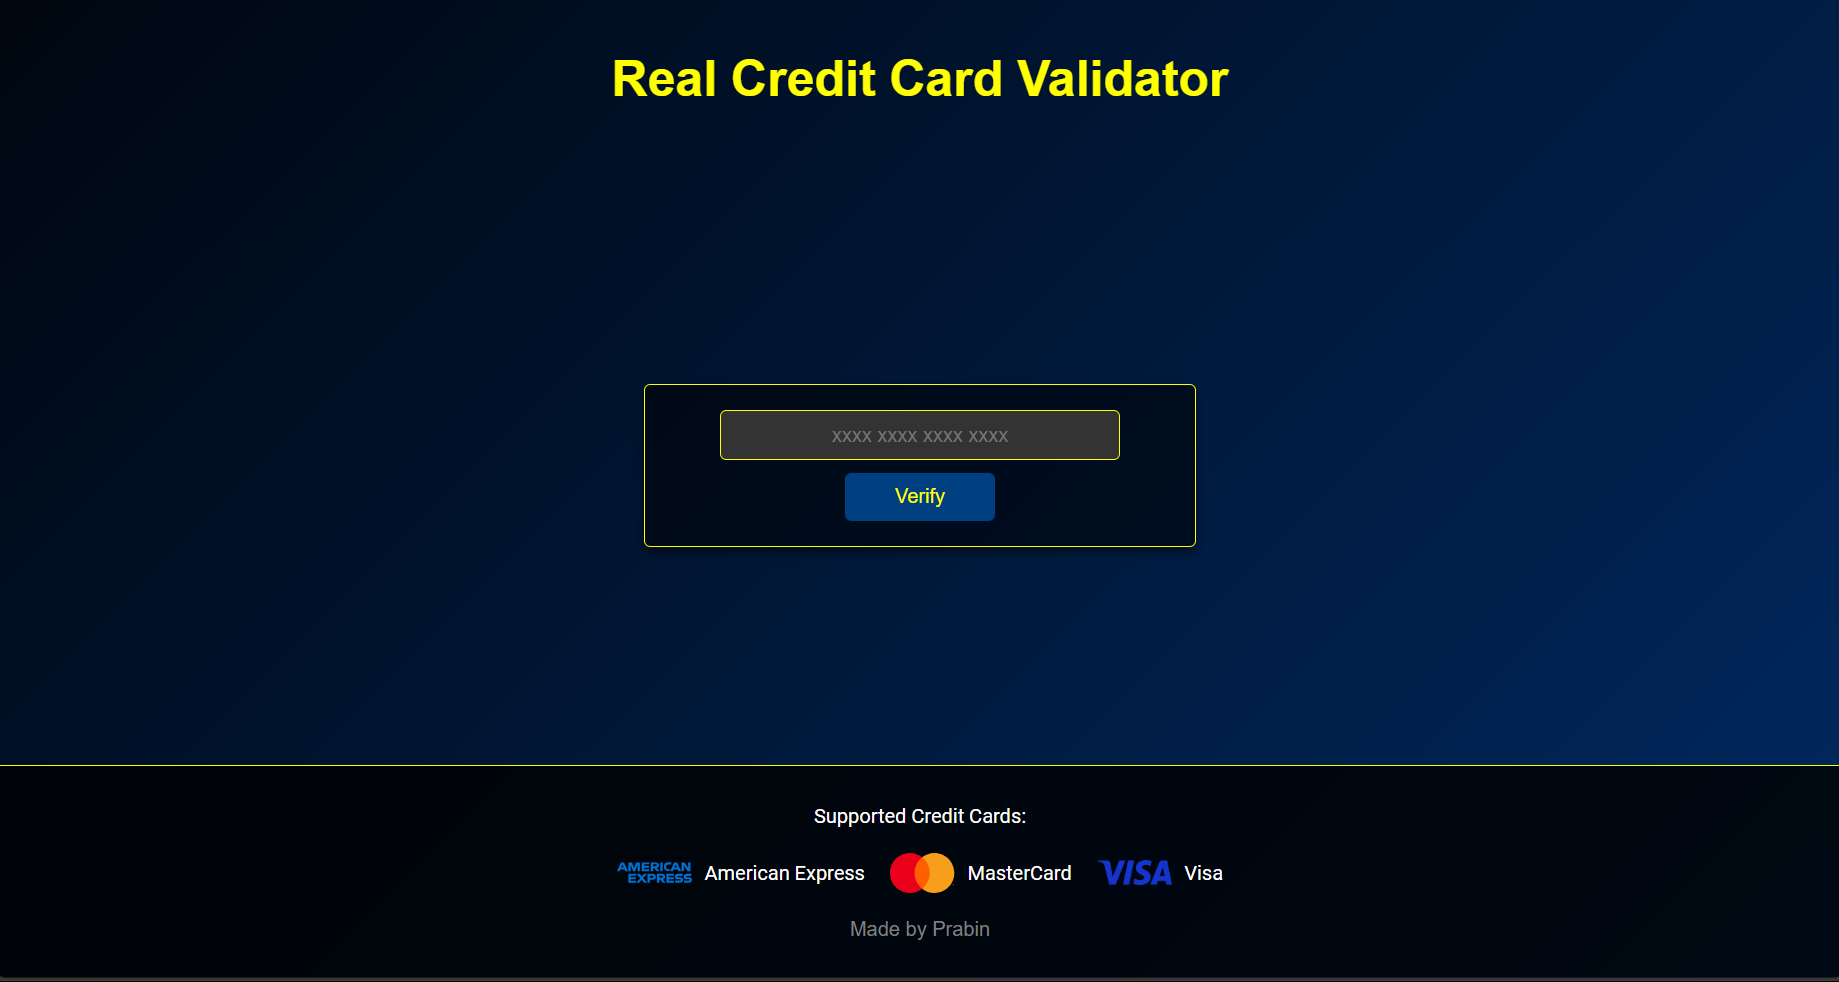 Real Credit Card Validator
xxxx xxxx xxxx xxxx
Verify
Supported Credit Cards:
AMERICAN
EXPRESS
American Express
MasterCard
VISA
Visa
Made by Prabin